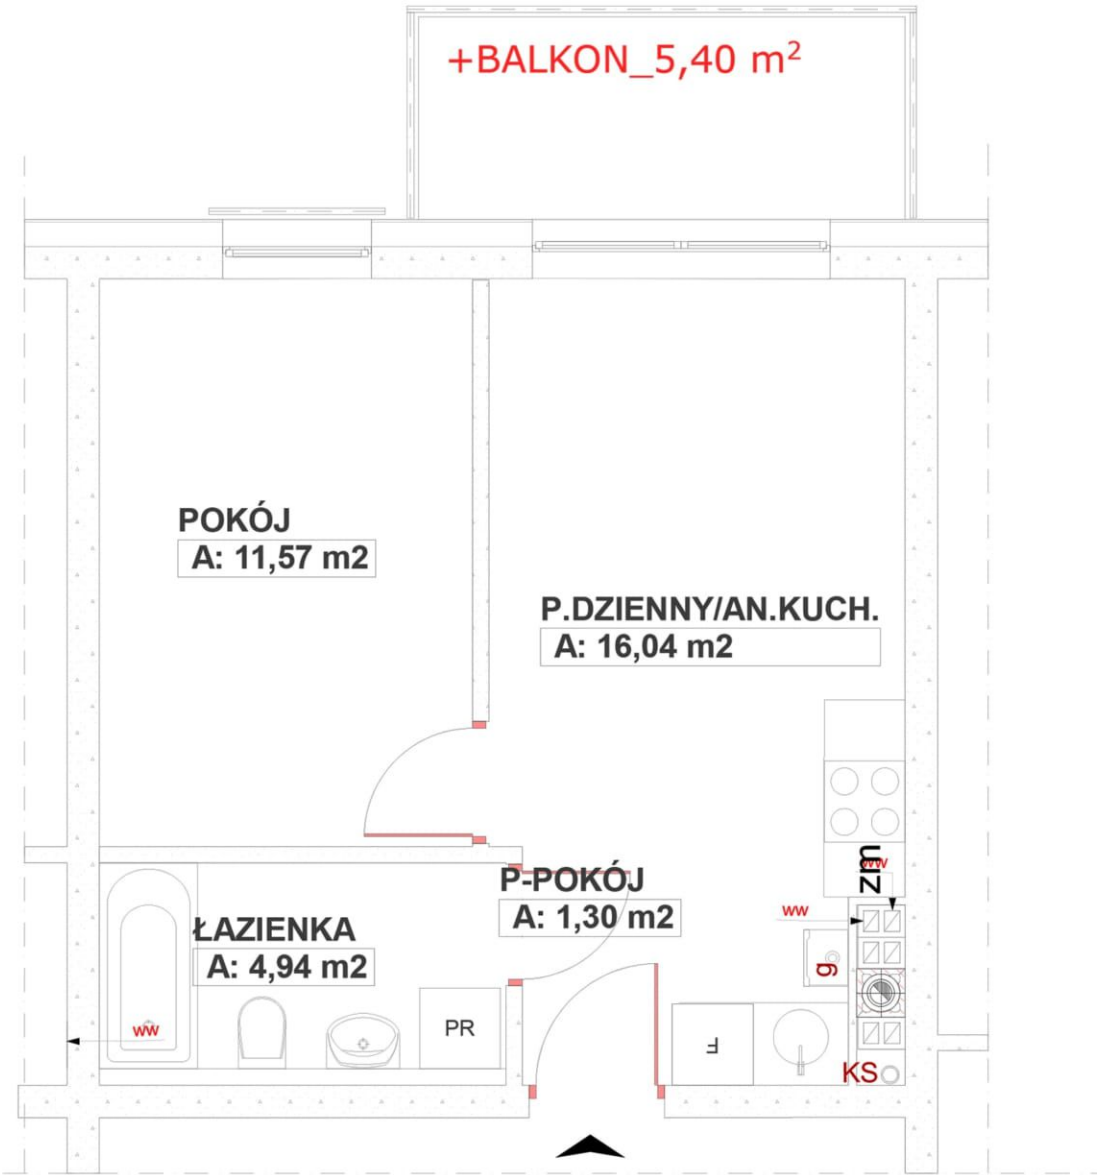 +BALKON_5,40 m²
POKÓJ
A: 11,57 m2
P.DZIENNY/AN.KUCH.
A: 16,04 m2
zm
ww
P-POKÓJ
A: 1,30 m2
ww
ŁAZIENKA
A: 4,94 m2
g
ww
PR
F
KS